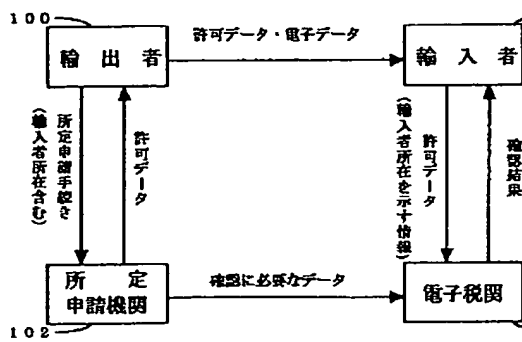 100
輸出者
許可データ・電子データ
輸入者
所定申請手続き
(輸入者所在含む)
許可データ
許可データ
(輸入者所在を示す情報)
確認結果
所定
申請機関
確認に必要なデータ
電子税関
102